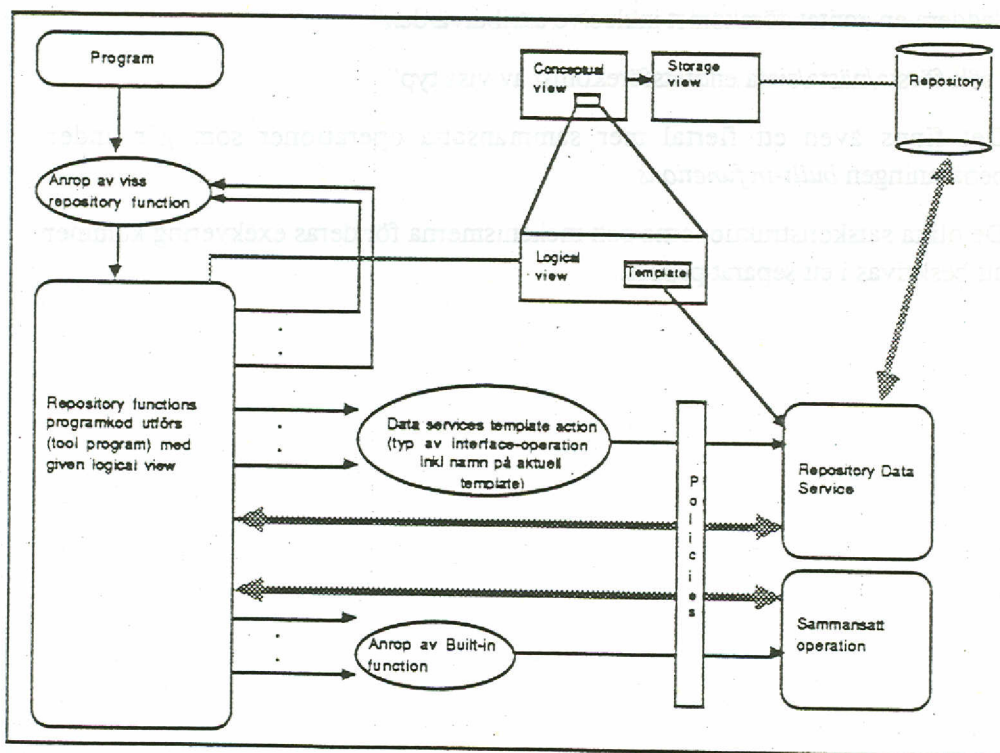 Program
Conceptual
view
Storage
view
Repository
Anrop av viss
repository function
Logical
view
Template
Repository functions
programkod utförs
(tool program) med
given logical view
Data services template action
(typ av interface-operation
inkl namn på aktuell
template)
Policies
Repository Data
Service
Anrop av Built-in
function
Sammansatt
operation